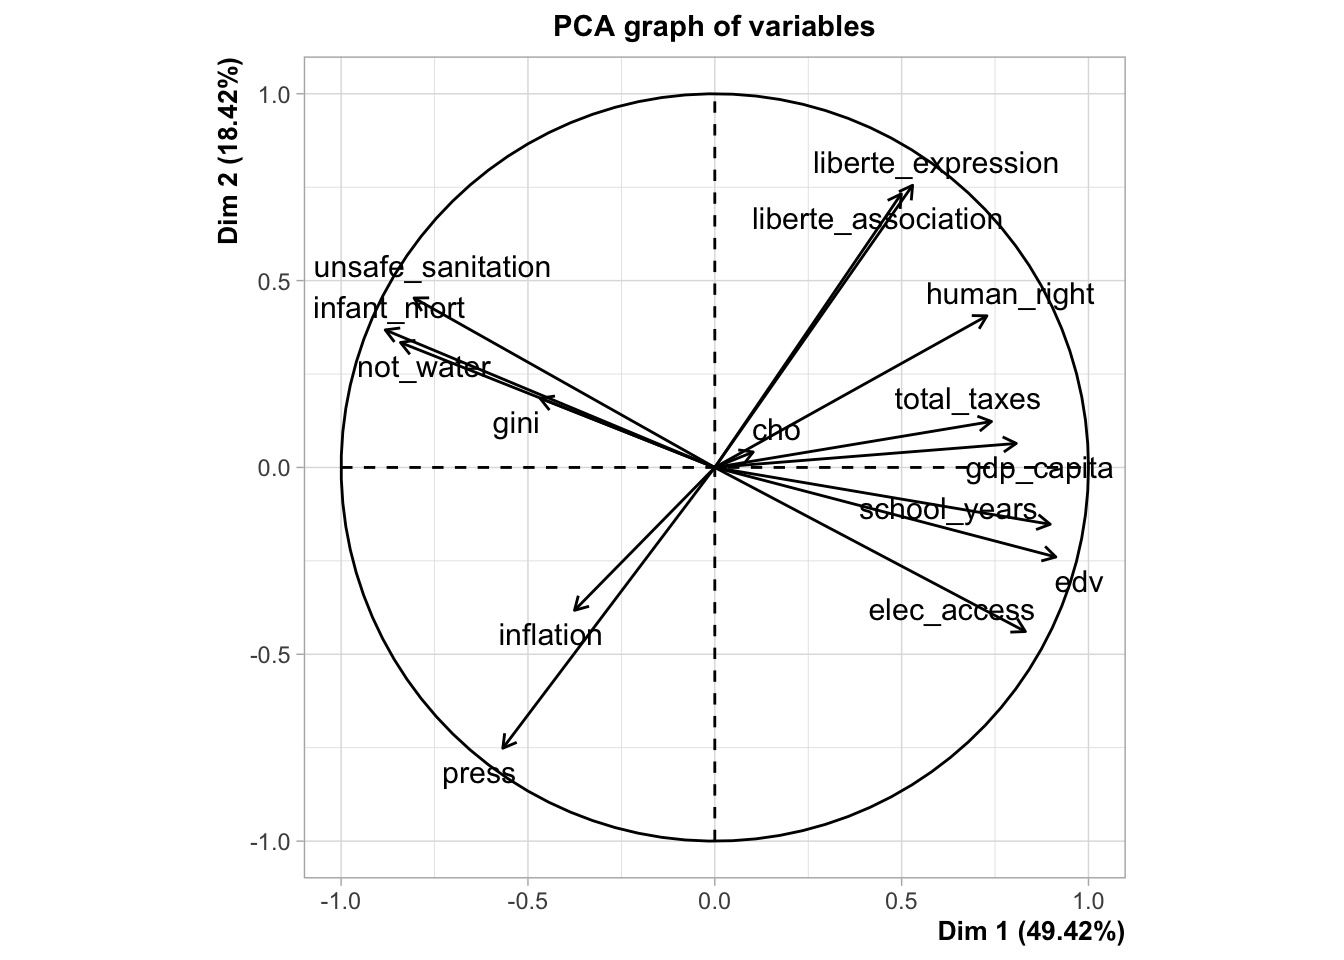 PCA graph of variables
Dim 2 (18.42%)
1.0
0.5
0.0
-0.5
-1.0
liberte_expression
liberte_association
unsafe_sanitation
human_right
infant_mort
not_water
total_taxes
gini
cho
gdp_capita
school_years
edv
elec_access
inflation
press
-1.0
-0.5
0.0
0.5
1.0
Dim 1 (49.42%)